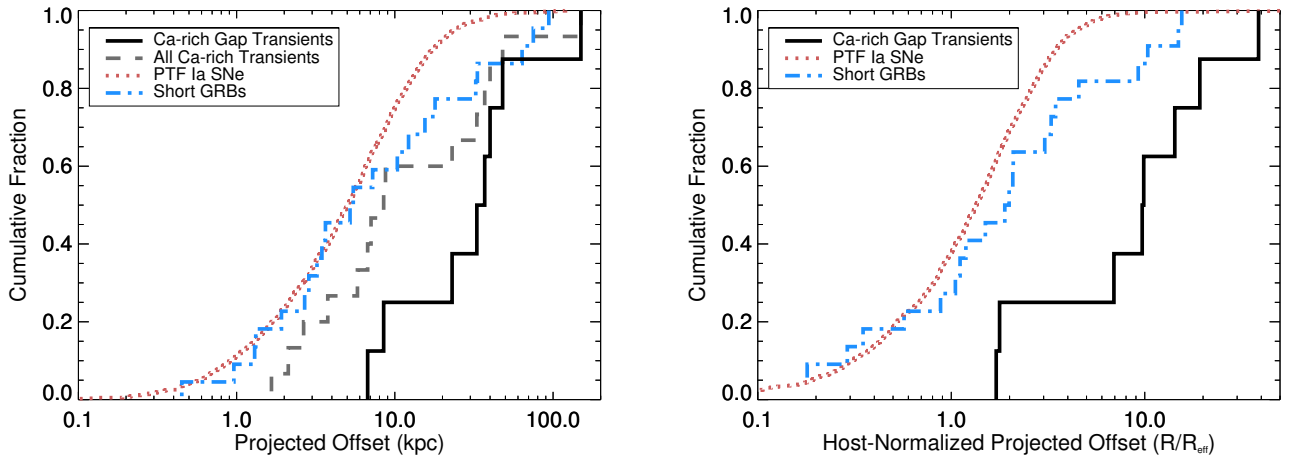 Ca-rich Gap Transients
All Ca-rich Transients
PTF Ia SNe
Short GRBs
1.0
0.8
0.6
0.4
0.2
0.0
Cumulative Fraction
0.1
1.0
10.0
100.0
Projected Offset (kpc)
Ca-rich Gap Transients
PTF Ia SNe
Short GRBs
1.0
0.8
0.6
0.4
0.2
0.0
Cumulative Fraction
0.1
1.0
10.0
Host-Normalized Projected Offset (R/Reff)